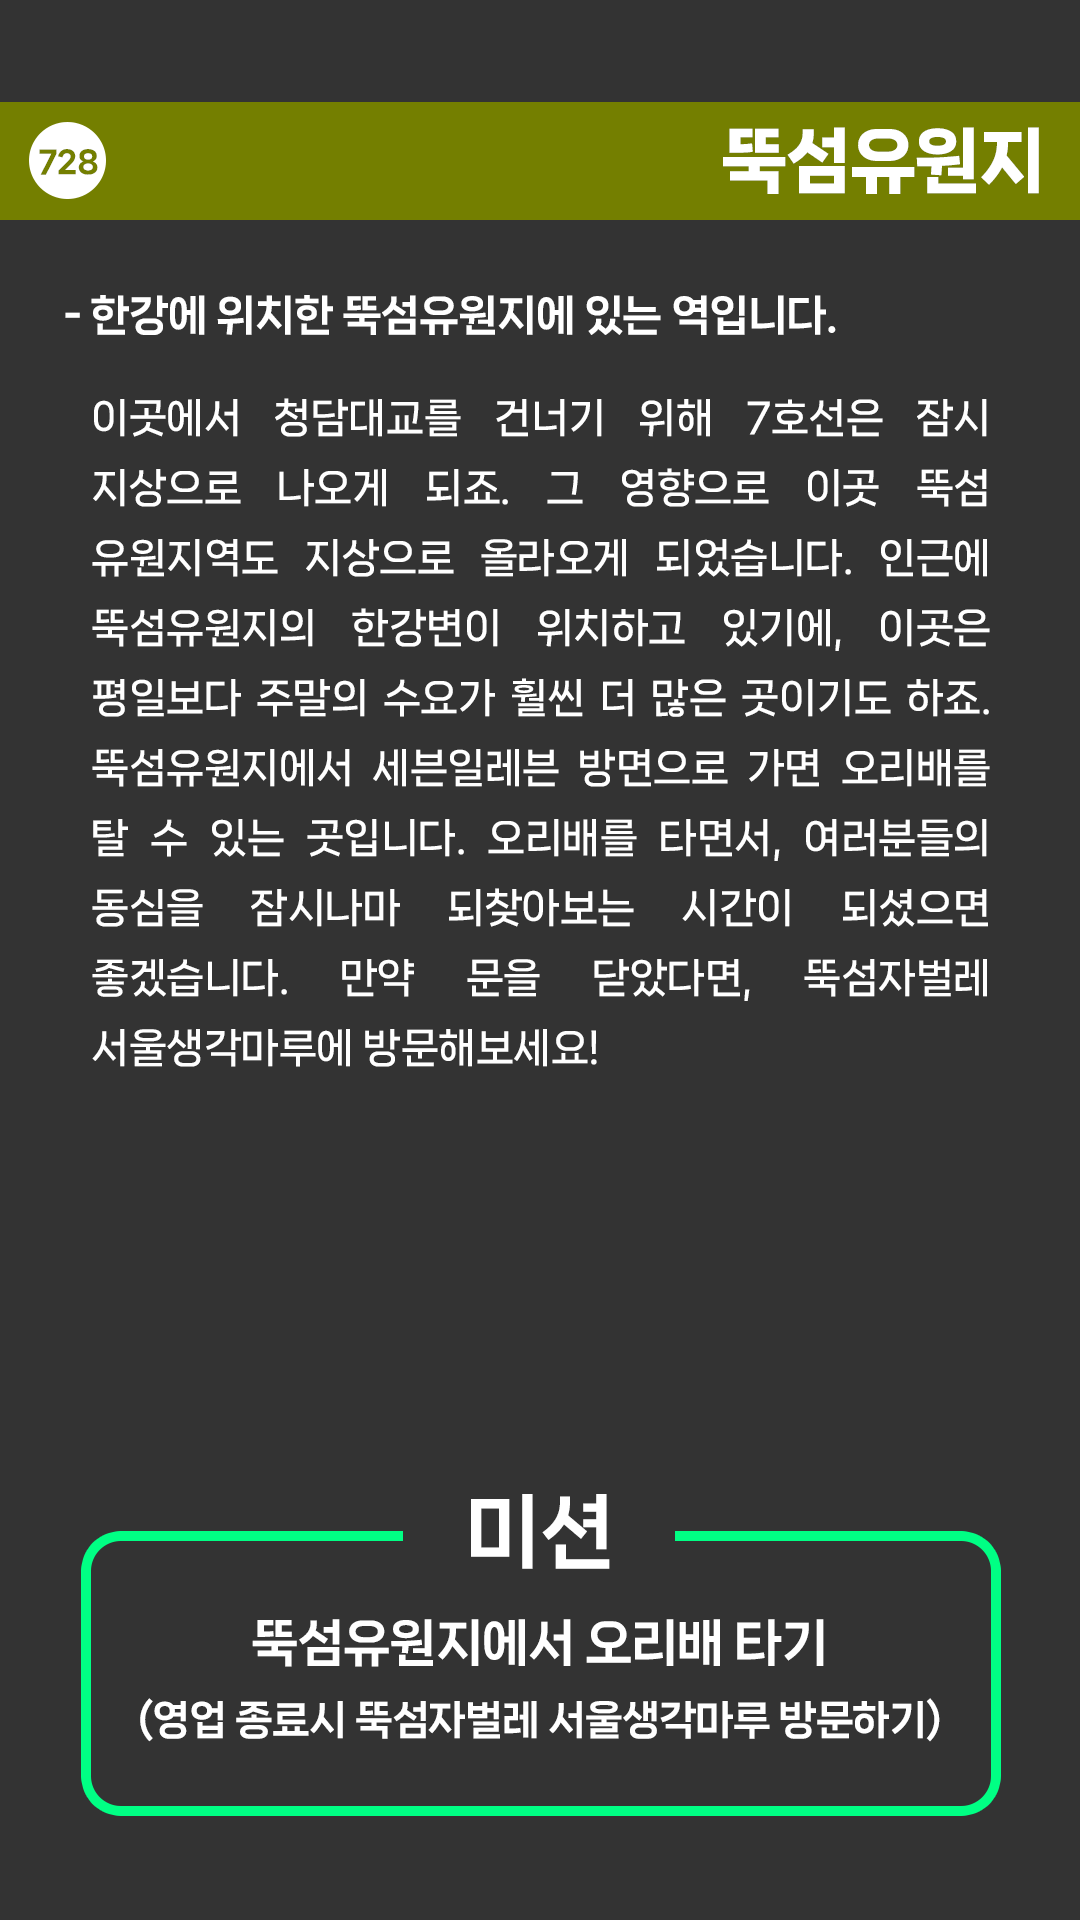 728
뚝섬유원지
- 한강에 위치한 뚝섬유원지에 있는 역입니다.
이곳에서 청담대교를 건너기 위해 7호선은 잠시
지상으로 나오게 되죠. 그 영향으로 이곳 뚝섬
유원지역도 지상으로 올라오게 되었습니다. 인근에
뚝섬유원지의 한강변이 위치하고 있기에, 이곳은
평일보다 주말의 수요가 훨씬 더 많은 곳이기도 하죠.
뚝섬유원지에서 세븐일레븐 방면으로 가면 오리배를
탈 수 있는 곳입니다. 오리배를 타면서, 여러분들의
동심을 잠시나마 되찾아보는 시간이 되셨으면
좋겠습니다. 만약 문을 닫았다면, 뚝섬자벌레
서울생각마루에 방문해보세요!
미션
뚝섬유원지에서 오리배 타기
(영업 종료시 뚝섬자벌레 서울생각마루 방문하기)